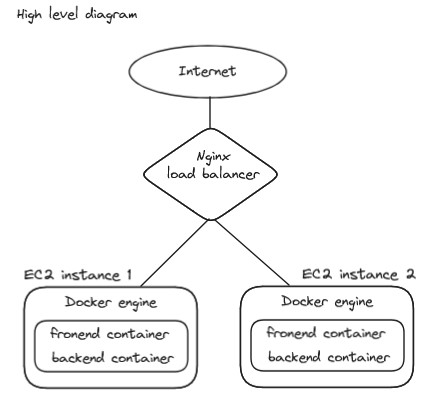 High level diagram
Internet
Nginx
load balancer
EC2 instance 1
EC2 instance 2
Docker engine
fronend container
backend container
Docker engine
fronend container
backend container